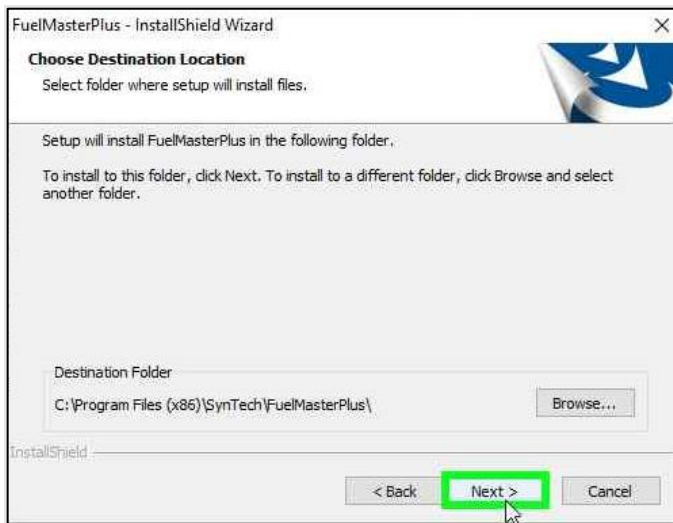 FuelMasterPlus - InstallShield Wizard
Choose Destination Location
Select folder where setup will install files.
Setup will install FuelMasterPlus in the following folder.
To install to this folder, click Next. To install to a different folder, click Browse and select
another folder.
Destination Folder
C:\Program Files (x86)\SynTech\FuelMasterPlus\
Browse...
InstallShield
< Back
Next >
Cancel